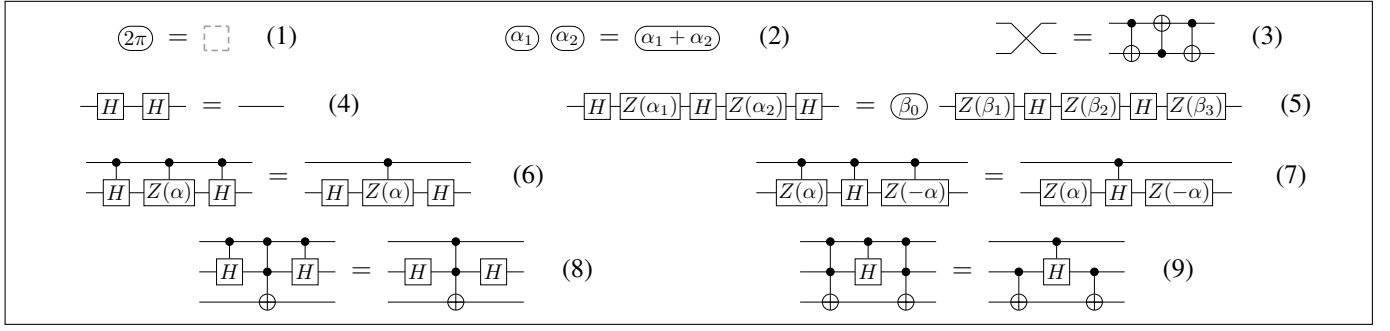 2π = (1) α₁ α₂ = α₁ + α₂ (2) = (3)
H H = (4) H Z(α₁) H Z(α₂) H = β₀ Z(β₁) H Z(β₂) H Z(β₃) (5)
H Z(α) H = H Z(α) H (6) Z(α) H Z(-α) = Z(α) H Z(-α) (7)
H H = H H (8) H = H (9)